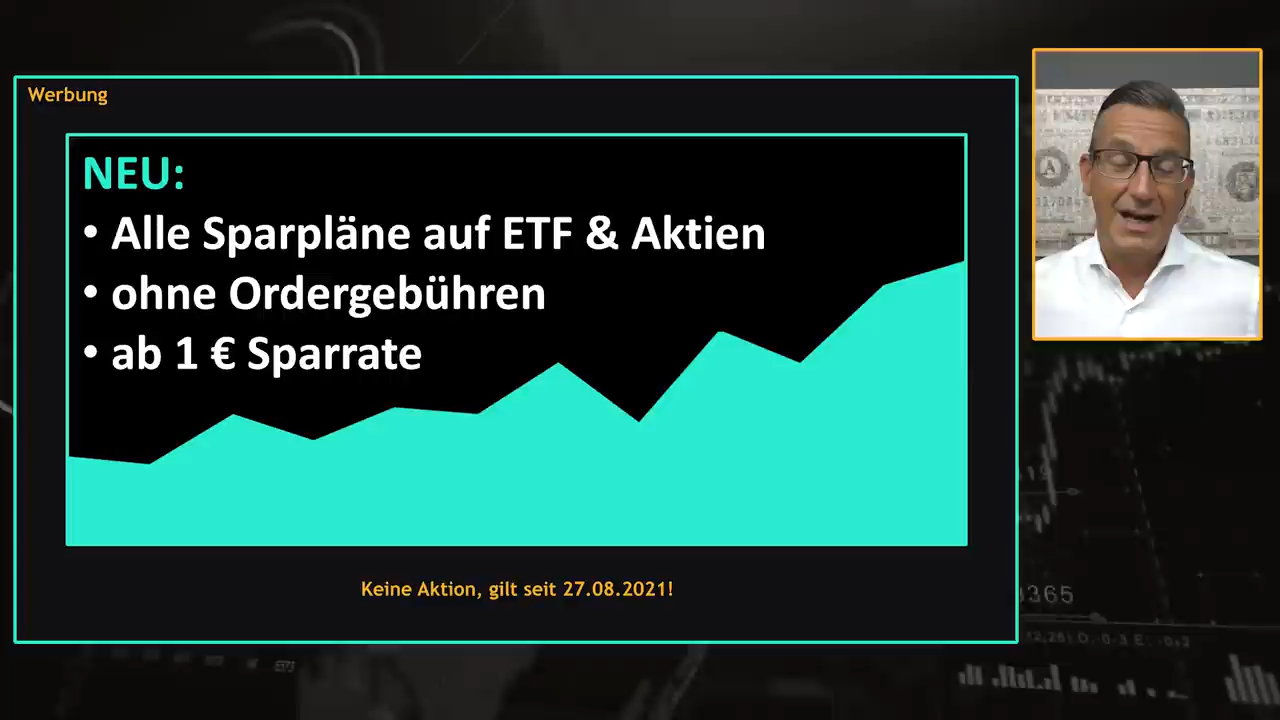 Werbung
NEU:
• Alle Sparpläne auf ETF & Aktien
• ohne Ordergebühren
• ab 1 € Sparrate
Keine Aktion, gilt seit 27.08.2021!